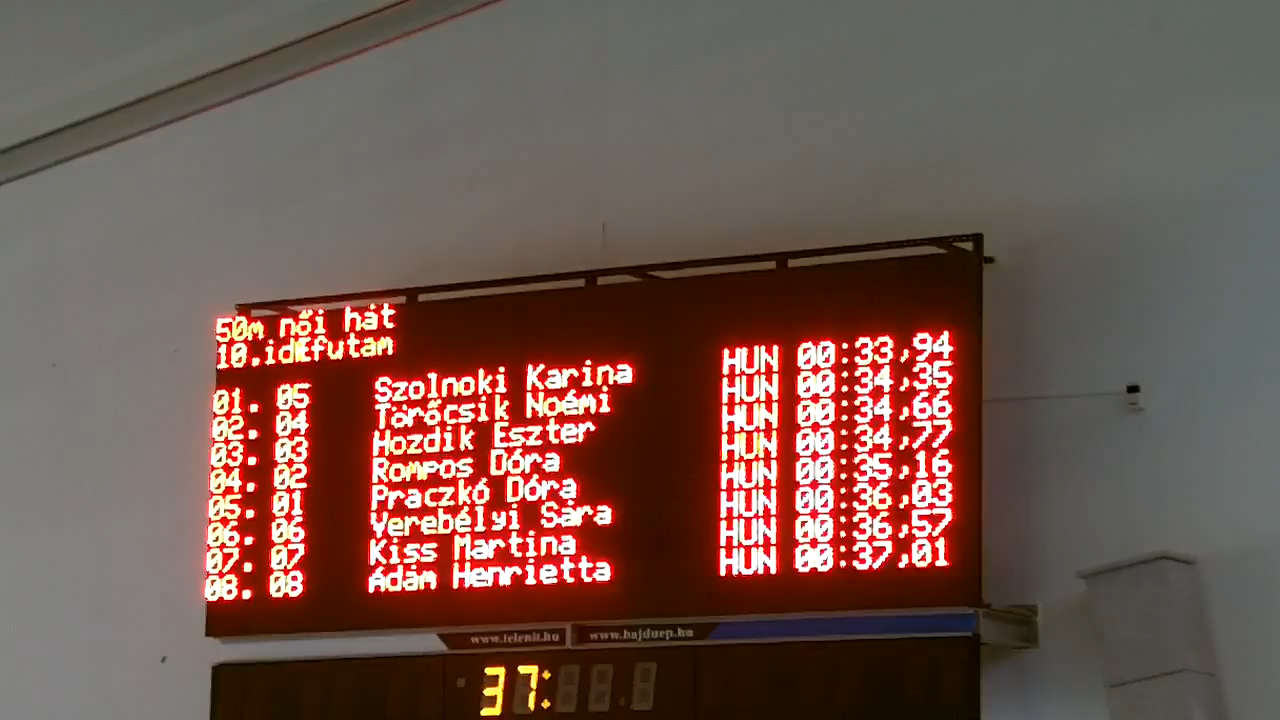 50m női hát
10.időfutam
01. 05 Szolnoki Karina HUN 00:33,94
02. 04 Törőcsik Noémi HUN 00:34,35
03. 03 Hozdik Eszter HUN 00:34,66
04. 02 Rompos Dóra HUN 00:34,77
05. 01 Praczkó Dóra HUN 00:35,16
06. 06 Verebélyi Sára HUN 00:36,03
07. 07 Kiss Martina HUN 00:36,57
08. 08 Ádám Henrietta HUN 00:37,01
www.telenit.hu www.bajduep.hu
37: